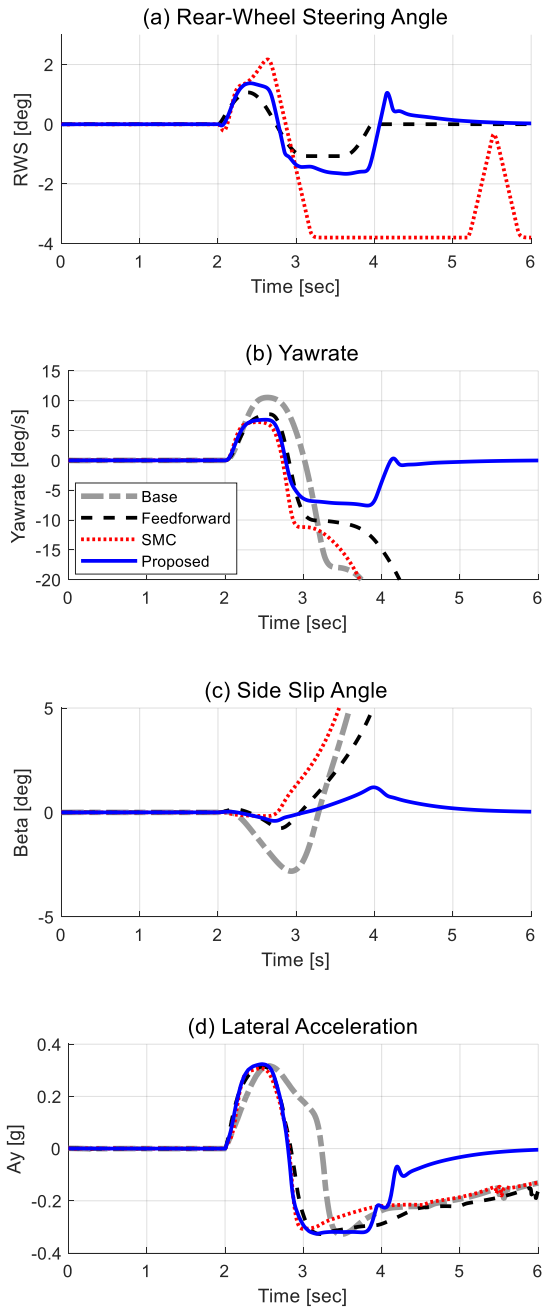 (a) Rear-Wheel Steering Angle
RWS [deg]
2
0
-2
-4
0 1 2 3 4 5 6
Time [sec]
(b) Yawrate
Yawrate [deg/s]
15
10
5
0
-5
-10
-15
-20
Base
Feedforward
SMC
Proposed
0 1 2 3 4 5 6
Time [sec]
(c) Side Slip Angle
Beta [deg]
5
0
-5
0 1 2 3 4 5 6
Time [s]
(d) Lateral Acceleration
Ay [g]
0.4
0.2
0
-0.2
-0.4
0 1 2 3 4 5 6
Time [sec]